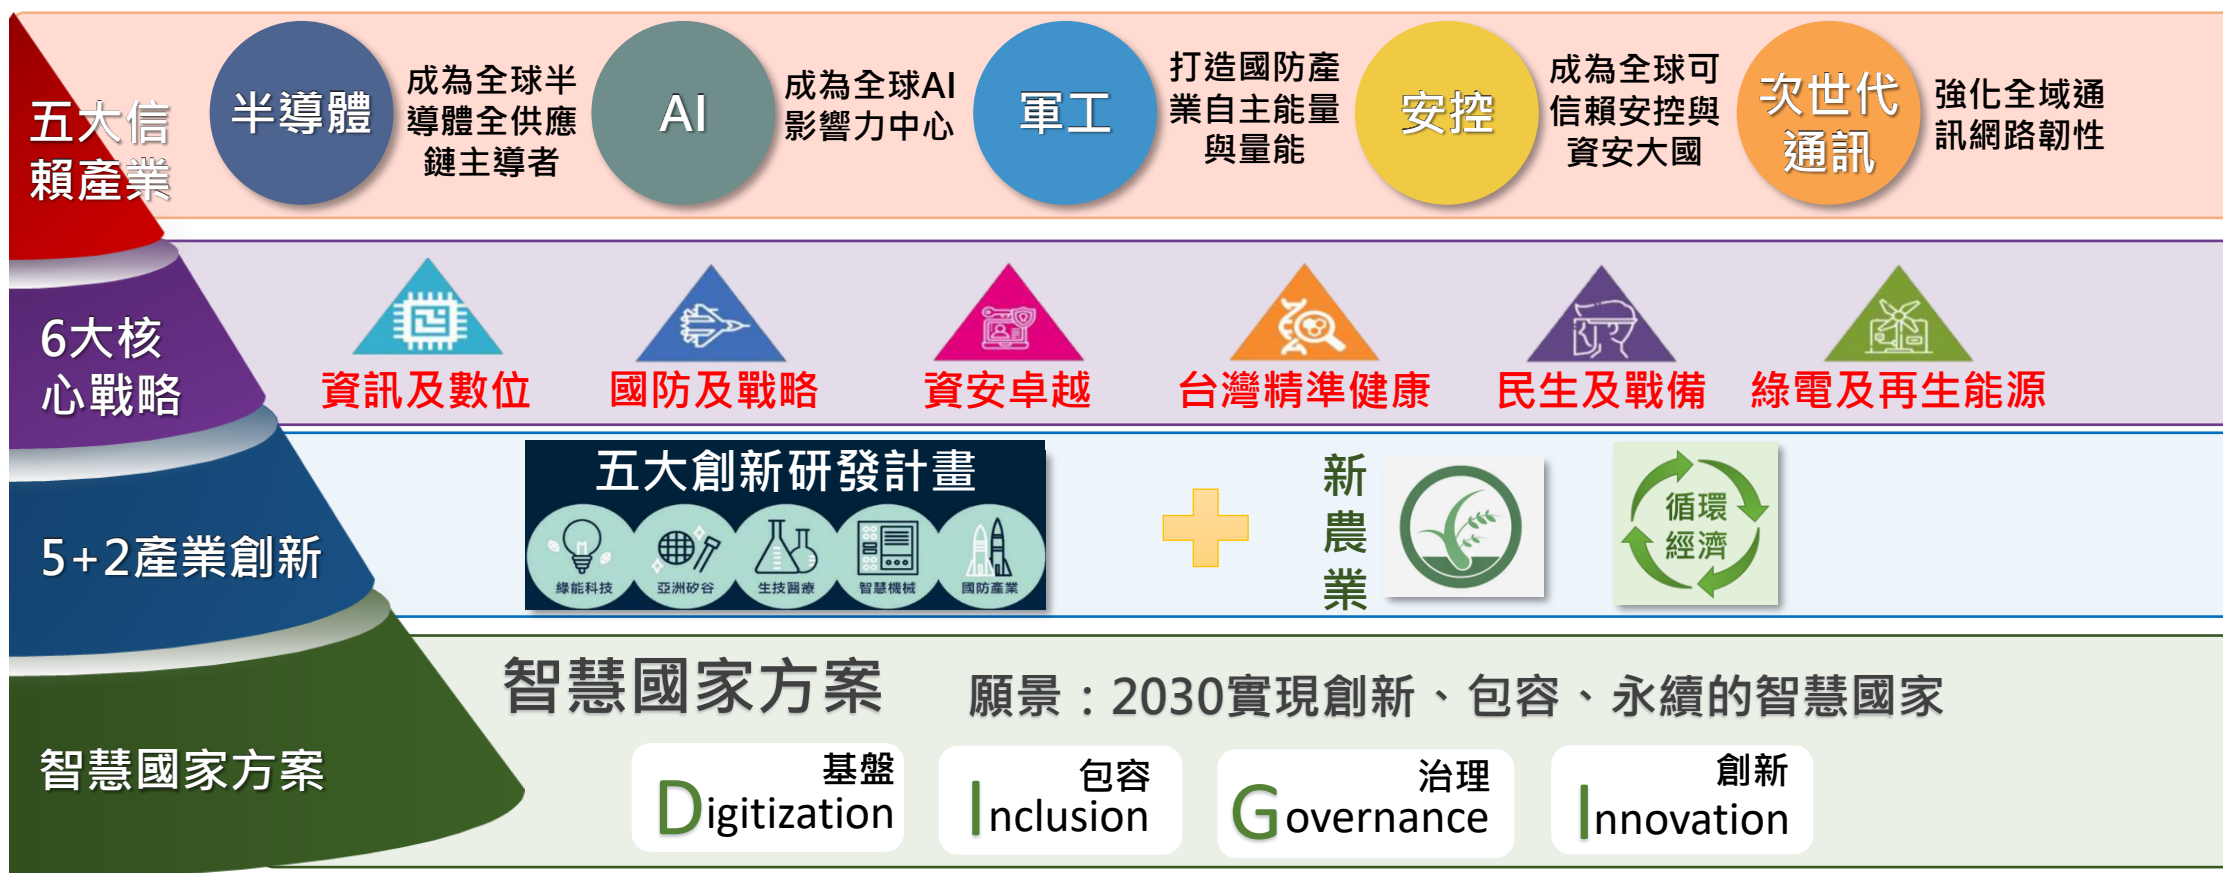 五大信
賴產業
半導體
成為全球半
導體全供應
鏈主導者
AI
成為全球AI
影響力中心
軍工
打造國防產
業自主能量
與量能
安控
成為全球可
信賴安控與
資安大國
次世代
通訊
強化全域通
訊網路韌性
6大核
心戰略
資訊及數位
國防及戰略
資安卓越
台灣精準健康
民生及戰備
綠電及再生能源
5+2產業創新
五大創新研發計畫
綠能科技
亞洲矽谷
生技醫療
智慧機械
國防產業
新
農
業
循環
經濟
智慧國家方案
智慧國家方案
願景：2030實現創新、包容、永續的智慧國家
基盤
Digitization
包容
Inclusion
治理
Governance
創新
Innovation